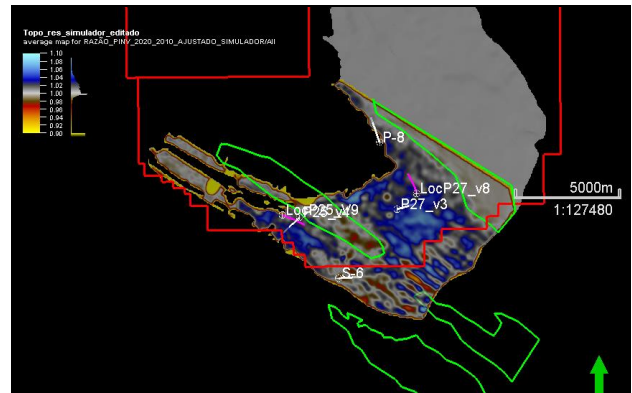 Topo_res_simulador_editado
average map for RAZÃO_PINV_2020_2010_AJUSTADO_SIMULADOR/All
1.10
1.08
1.06
1.04
1.02
1.00
0.98
0.96
0.94
0.92
0.90
P-8
LocP27_v8
P27_v3
5000m
1:127480
S-6